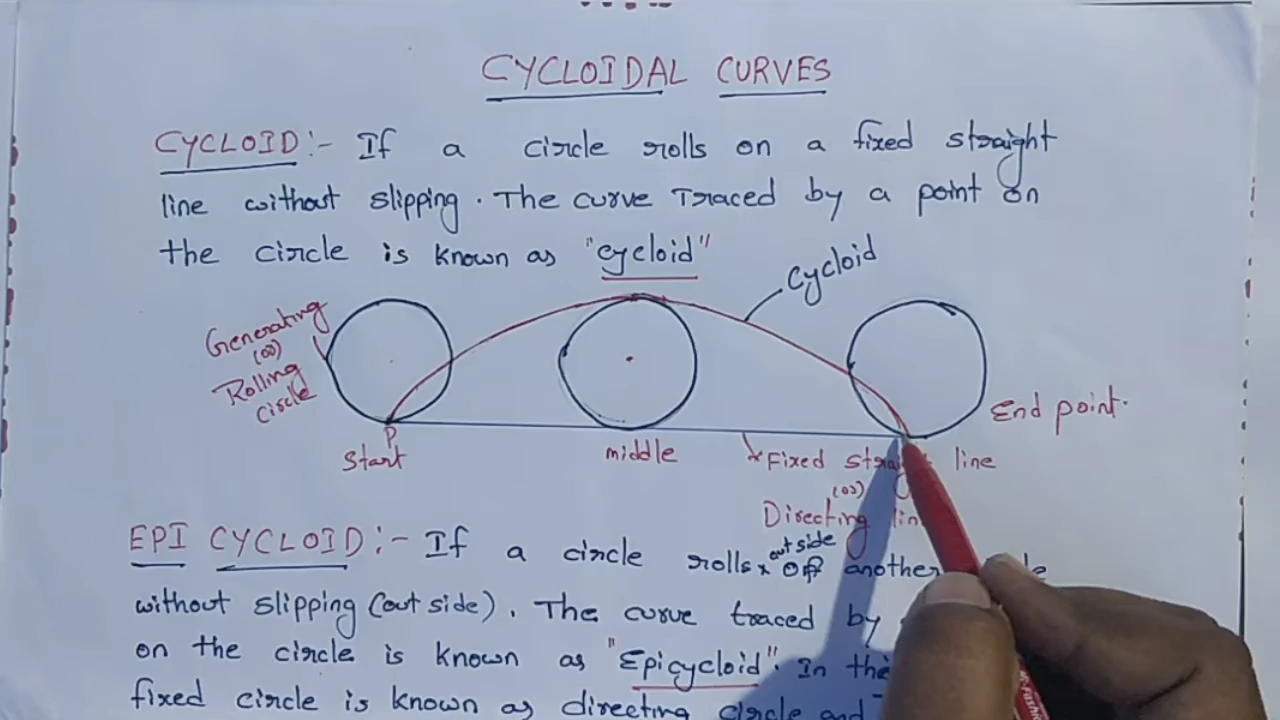 CYCLOIDAL CURVES
CYCLOID:- If a circle rolls on a fixed straight
line without slipping. The curve Traced by a point on
the circle is known as "cycloid"
Cycloid
Generating
(or)
Rolling
circle
P
Start
middle
End point.
Fixed line
(or)
Directing
EPI CYCLOID:- If a circle rolls outside of another
without slipping (out side). The curve traced by
on the circle is known as "Epicycloid". In
fixed circle is known as directing circle and